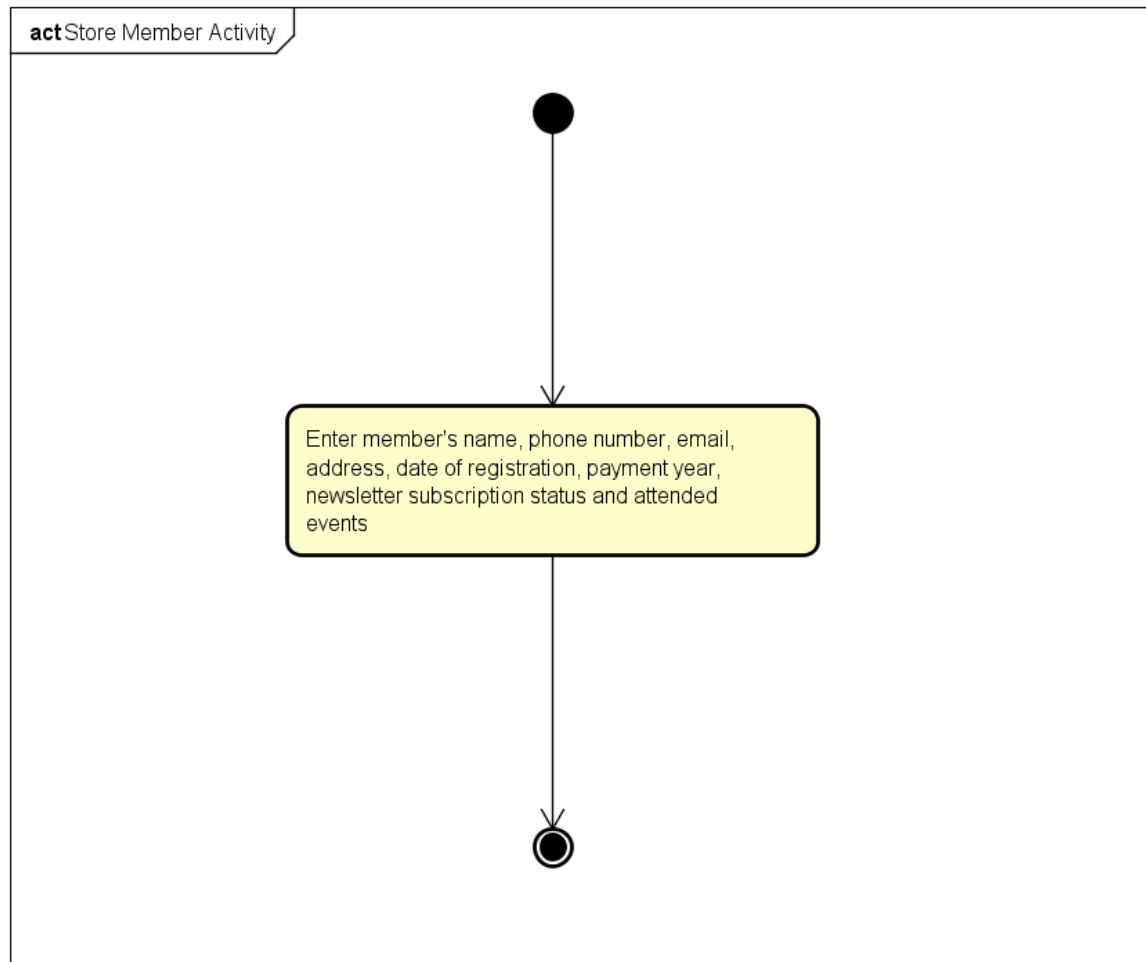 act Store Member Activity
Enter member's name, phone number, email,
address, date of registration, payment year,
newsletter subscription status and attended
events